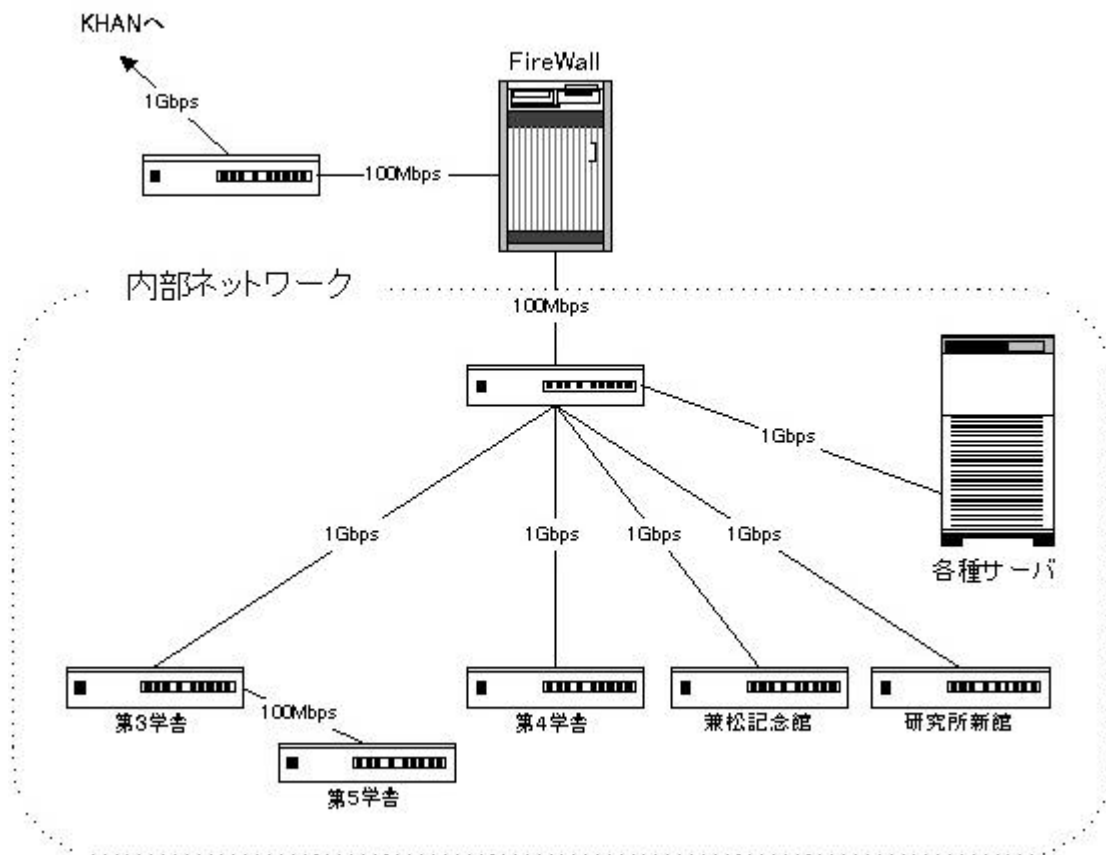 KHANへ
FireWall
1Gbps
100Mbps
内部ネットワーク
100Mbps
1Gbps
1Gbps
1Gbps
1Gbps
1Gbps
各種サーバ
第3学舎
100Mbps
第4学舎
兼松記念館
研究所新館
第5学舎